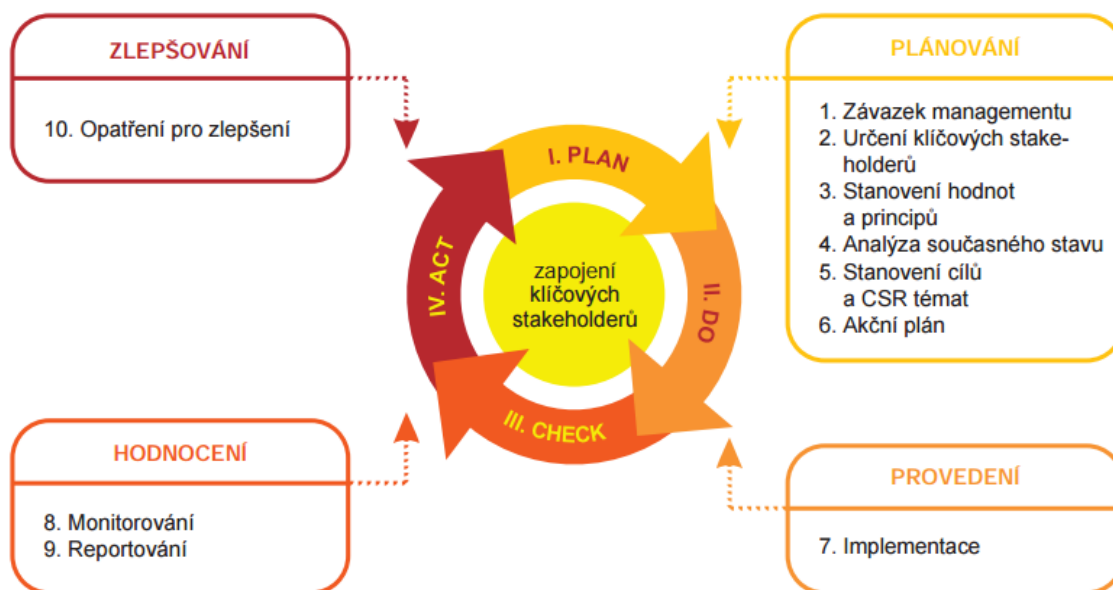 ZLEPŠOVÁNÍ
10. Opatření pro zlepšení
PLÁNOVÁNÍ
1. Závazek managementu
2. Určení klíčových stake-
holderů
3. Stanovení hodnot
a principů
4. Analýza současného stavu
5. Stanovení cílů
a CSR témat
6. Akční plán
I. PLAN
II. DO
III. CHECK
IV. ACT
zapojení
klíčových
stakeholderů
HODNOCENÍ
8. Monitorování
9. Reportování
PROVEDENÍ
7. Implementace